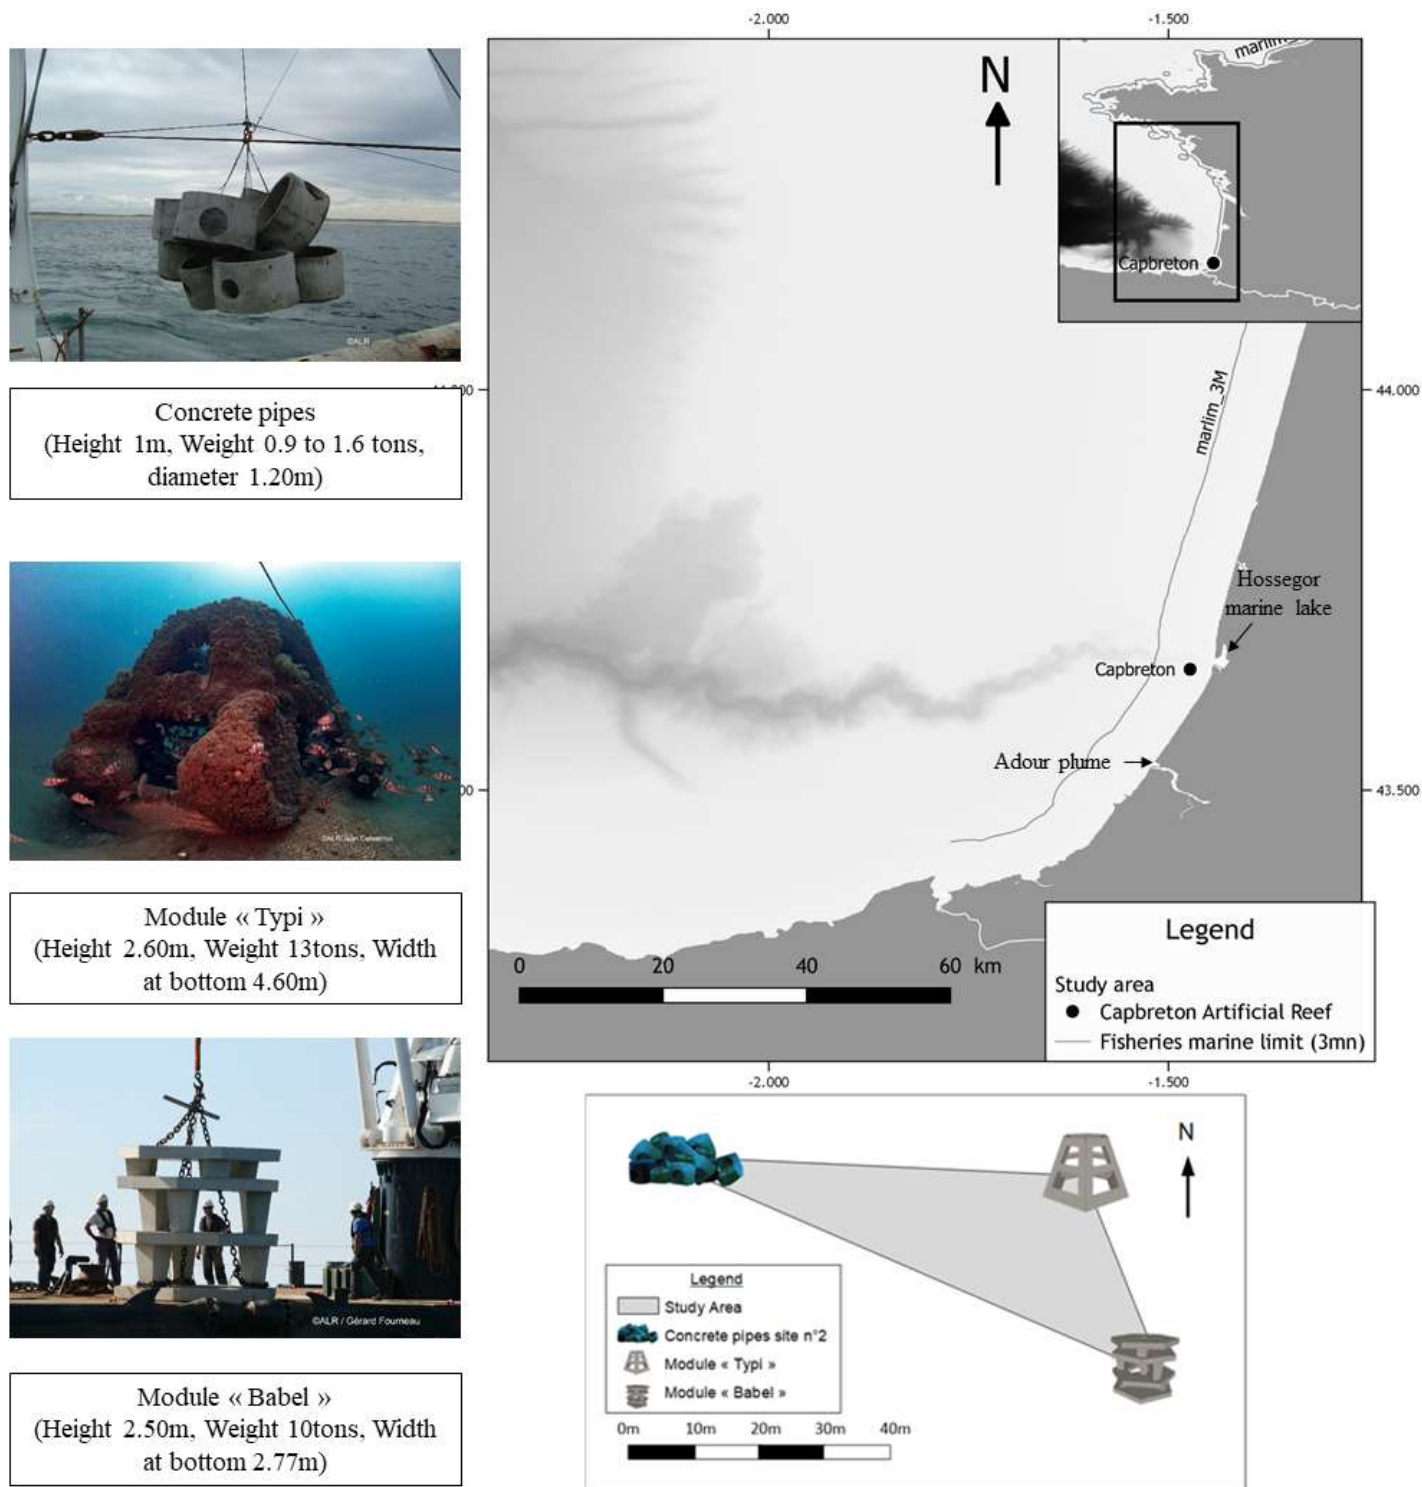 ©ALR
Concrete pipes
(Height 1m, Weight 0.9 to 1.6 tons,
diameter 1.20m)
Module « Typi »
(Height 2.60m, Weight 13tons, Width
at bottom 4.60m)
©ALR / Gérard Fourneau
Module « Babel »
(Height 2.50m, Weight 10tons, Width
at bottom 2.77m)
-2.000
-1.500
N
Capbreton
44.000
marlim_3M
Hossegor
marine lake
Capbreton
Adour plume
43.500
0 20 40 60 km
Legend
Study area
Capbreton Artificial Reef
Fisheries marine limit (3mn)
-2.000
-1.500
N
Legend
Study Area
Concrete pipes site n°2
Module « Typi »
Module « Babel »
0m 10m 20m 30m 40m